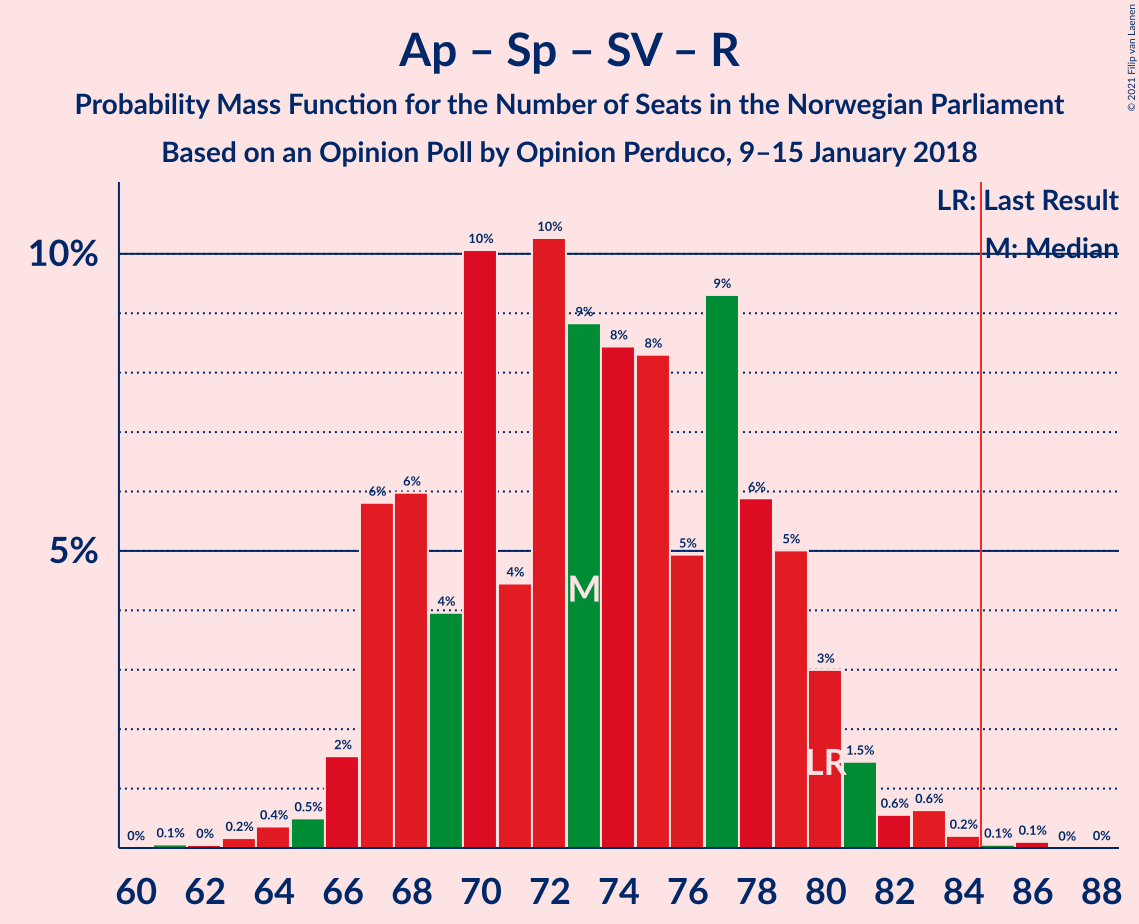 Ap – Sp – SV – R
Probability Mass Function for the Number of Seats in the Norwegian Parliament
Based on an Opinion Poll by Opinion Perduco, 9–15 January 2018
© 2021 Filip van Laenen
LR: Last Result
M: Median
10%
5%
0% 0.1% 0% 0.2% 0.4% 0.5% 2% 6% 6% 4% 10% 4% 10% 9% 8% 8% 5% 9% 6% 5% 3% 1.5% 0.6% 0.6% 0.2% 0.1% 0.1% 0% 0%
M
LR
60 62 64 66 68 70 72 74 76 78 80 82 84 86 88